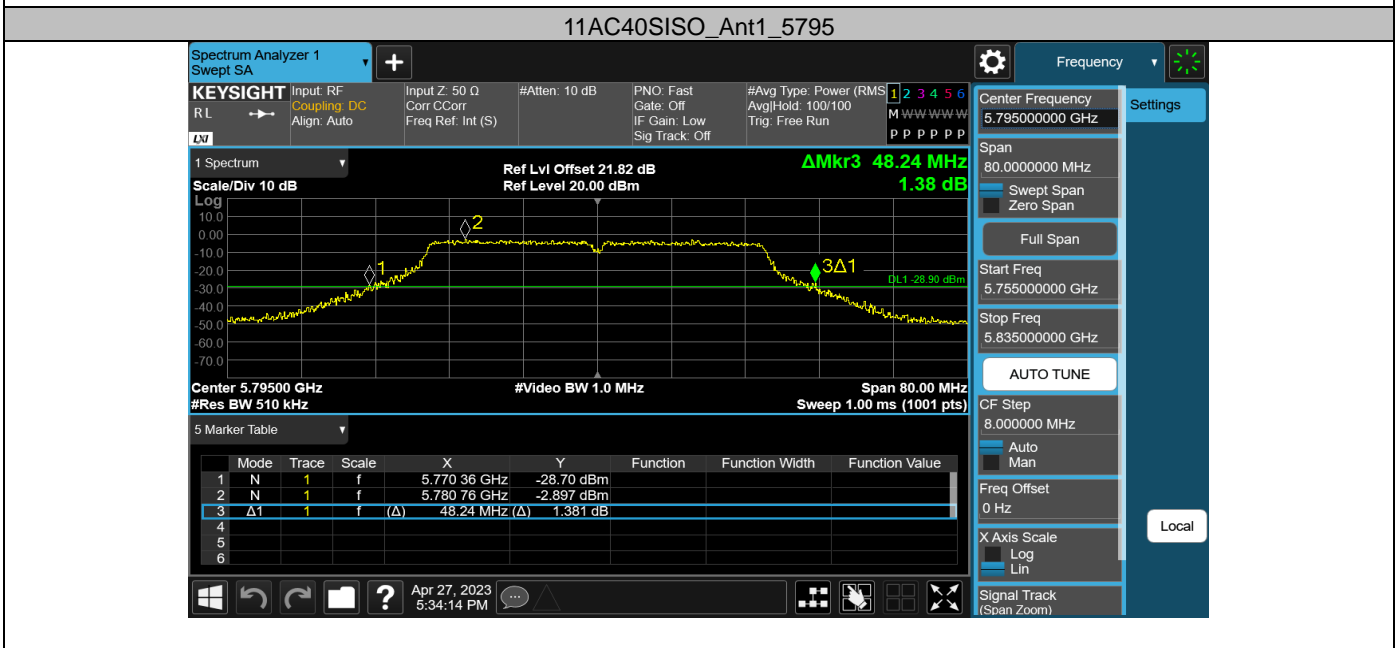 11AC40SISO_Ant1_5795
Spectrum Analyzer 1
Swept SA
Frequency
KEYSIGHT
R L
LXI
Input: RF
Coupling: DC
Align: Auto
Input Z: 50 Ω
Corr CCorr
Freq Ref: Int (S)
#Atten: 10 dB
PNO: Fast
Gate: Off
IF Gain: Low
Sig Track: Off
#Avg Type: Power (RMS
Avg|Hold: 100/100
Trig: Free Run
1 2 3 4 5 6
M W W W W W
P P P P P P
1 Spectrum
Scale/Div 10 dB
Ref Lvl Offset 21.82 dB
Ref Level 20.00 dBm
ΔMkr3 48.24 MHz
1.38 dB
Log
10.0
0.00
-10.0
-20.0
-30.0
-40.0
-50.0
-60.0
-70.0
1
2
3Δ1
DL1 -28.90 dBm
Center 5.79500 GHz
#Video BW 1.0 MHz
Span 80.00 MHz
#Res BW 510 kHz
Sweep 1.00 ms (1001 pts)
5 Marker Table
Mode Trace Scale X Y Function Function Width Function Value
1 N 1 f 5.770 36 GHz -28.70 dBm
2 N 1 f 5.780 76 GHz -2.897 dBm
3 Δ1 1 f (Δ) 48.24 MHz (Δ) 1.381 dB
4
5
6
?
Apr 27, 2023
5:34:14 PM
Center Frequency
5.795000000 GHz
Span
80.0000000 MHz
Swept Span
Zero Span
Full Span
Start Freq
5.755000000 GHz
Stop Freq
5.835000000 GHz
AUTO TUNE
CF Step
8.000000 MHz
Auto
Man
Freq Offset
0 Hz
X Axis Scale
Log
Lin
Signal Track
(Span Zoom)
Settings
Local